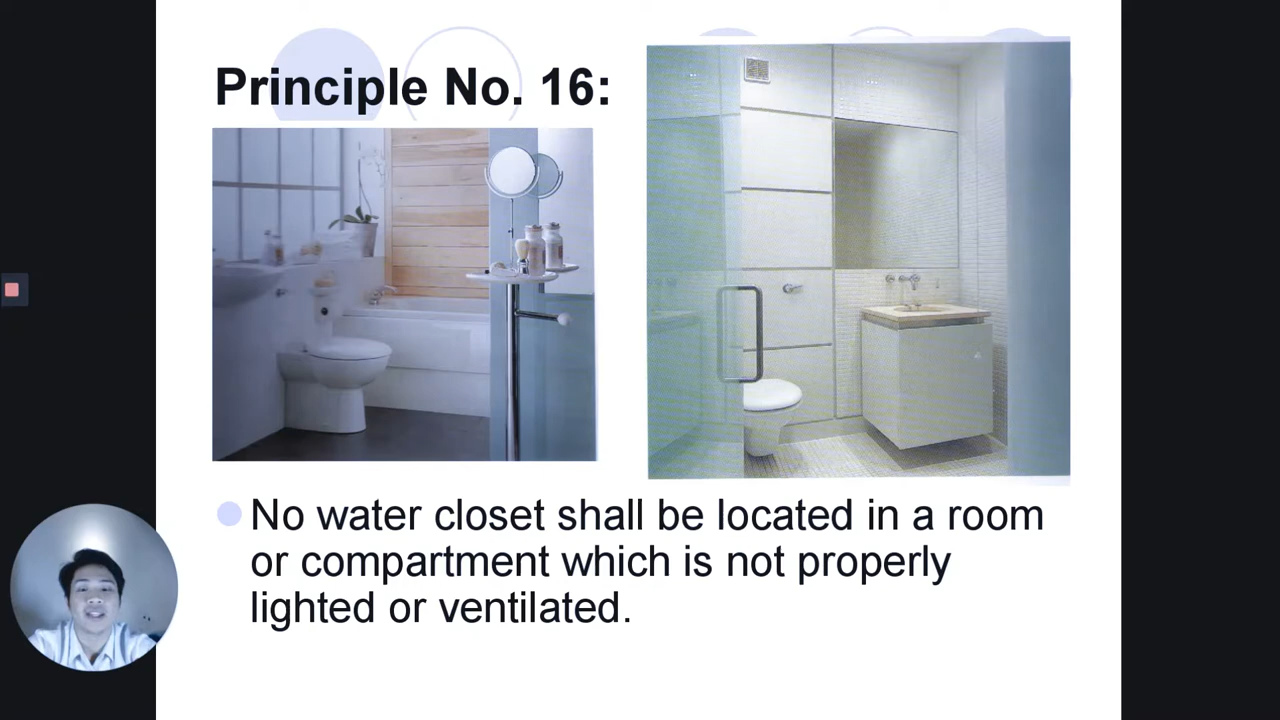 Principle No. 16:
No water closet shall be located in a room
or compartment which is not properly
lighted or ventilated.